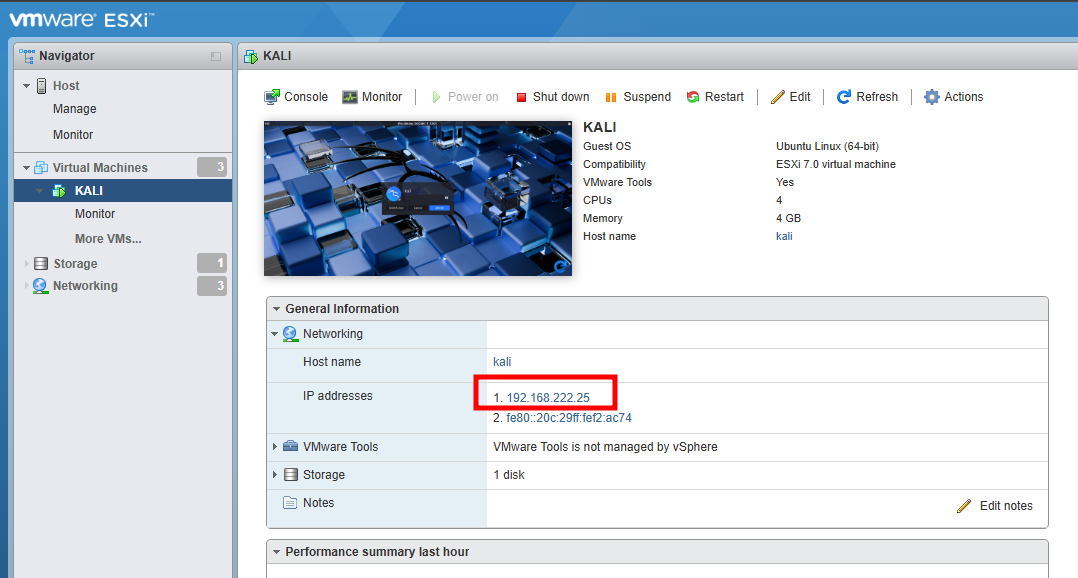 vmware ESXi™
Navigator
Host
Manage
Monitor
Virtual Machines 3
KALI
Monitor
More VMs...
Storage 1
Networking 3
KALI
Console Monitor Power on Shut down Suspend Restart Edit Refresh Actions
KALI
Guest OS Ubuntu Linux (64-bit)
Compatibility ESXi 7.0 virtual machine
VMware Tools Yes
CPUs 4
Memory 4 GB
Host name kali
General Information
Networking
Host name kali
IP addresses 1. 192.168.222.25
2. fe80::20c:29ff:fef2:ac74
VMware Tools VMware Tools is not managed by vSphere
Storage 1 disk
Notes Edit notes
Performance summary last hour